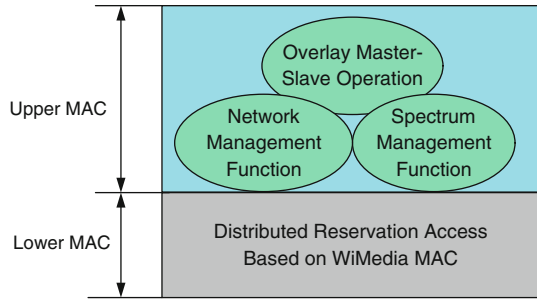 Overlay Master-
Slave Operation
Upper MAC
Network
Management
Function
Spectrum
Management
Function
Lower MAC
Distributed Reservation Access
Based on WiMedia MAC